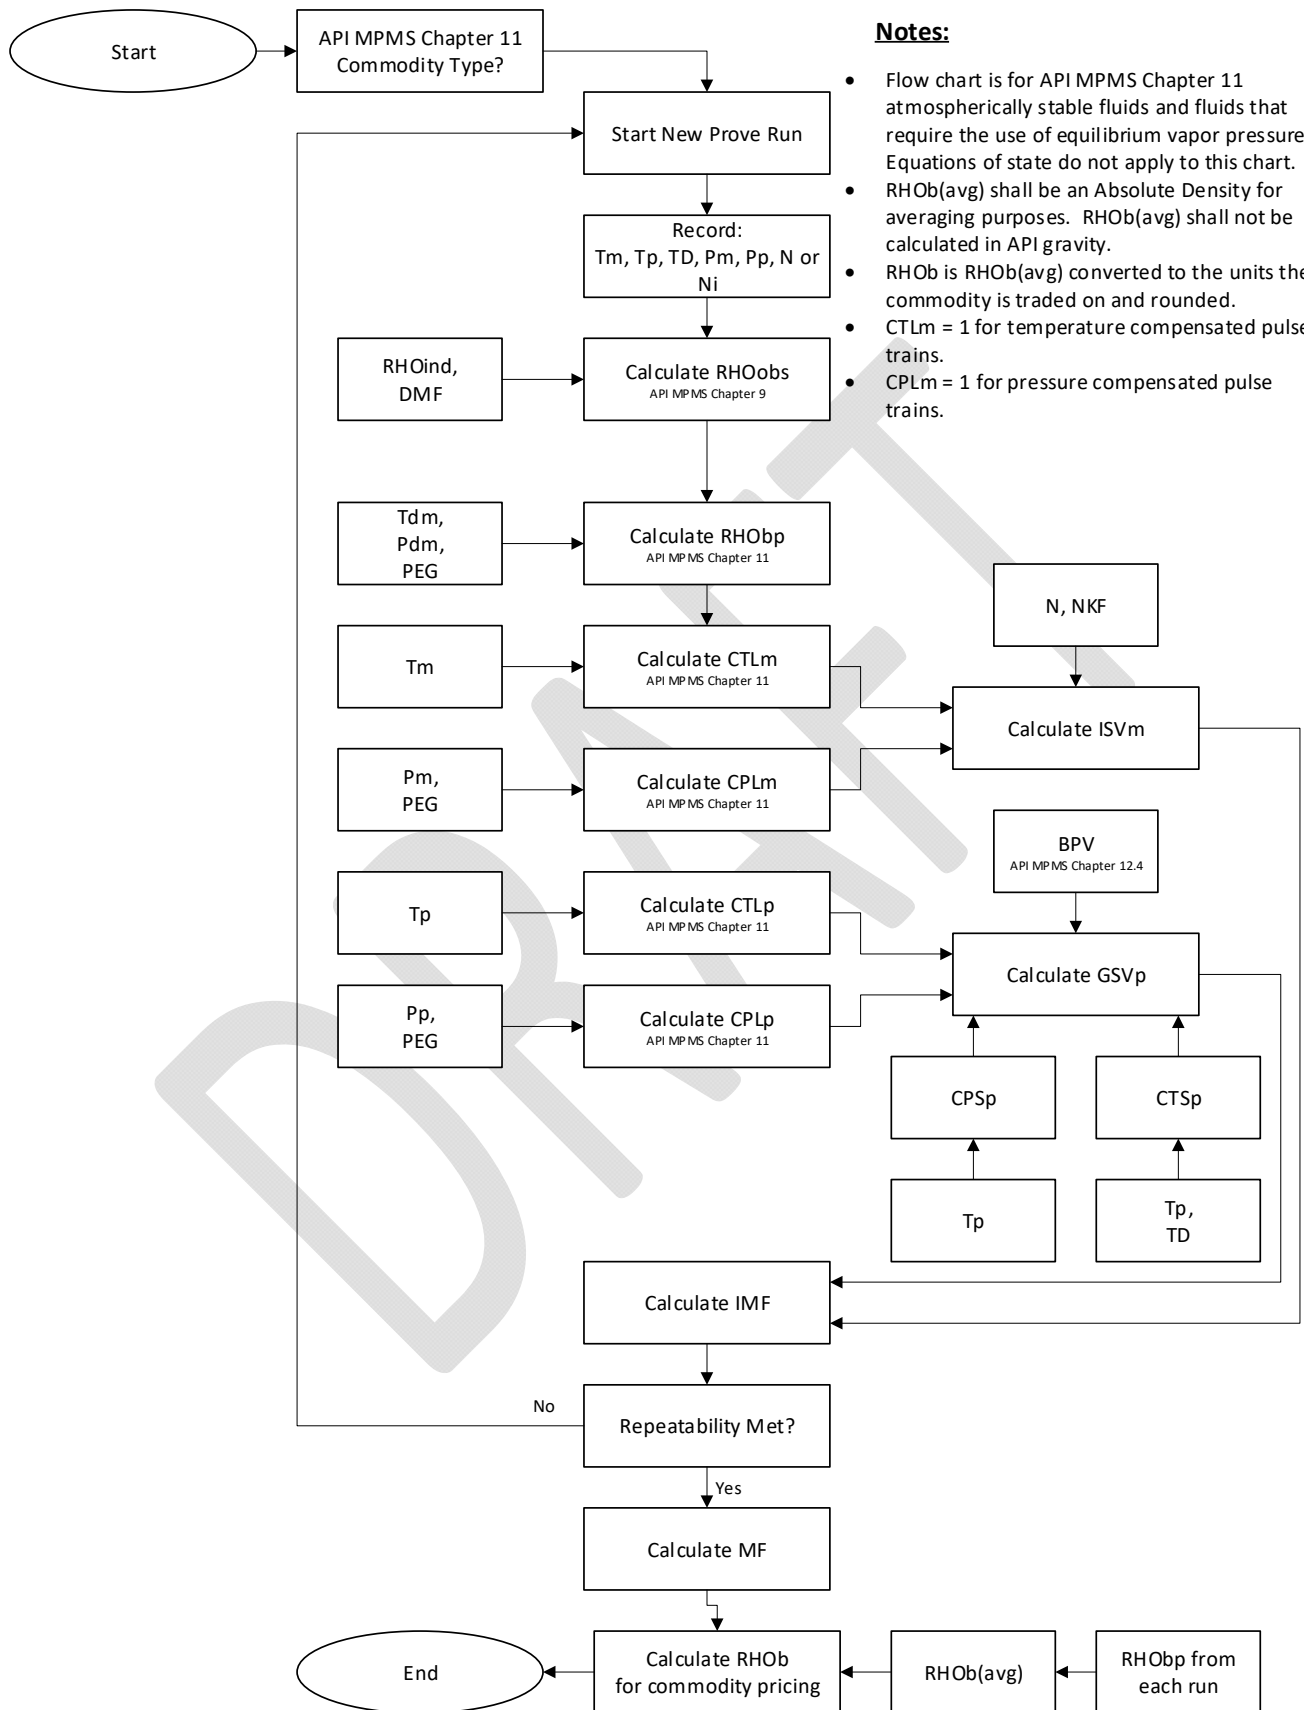 Start
API MPMS Chapter 11
Commodity Type?
Notes:
• Flow chart is for API MPMS Chapter 11
atmospherically stable fluids and fluids that
require the use of equilibrium vapor pressure
Equations of state do not apply to this chart.
• RHOb(avg) shall be an Absolute Density for
averaging purposes. RHOb(avg) shall not be
calculated in API gravity.
• RHOb is RHOb(avg) converted to the units the
commodity is traded on and rounded.
• CTLm = 1 for temperature compensated pulse
trains.
• CPLm = 1 for pressure compensated pulse
trains.
Start New Prove Run
Record:
Tm, Tp, TD, Pm, Pp, N or
Ni
RHOind,
DMF
Calculate RHOobs
API MPMS Chapter 9
Tdm,
Pdm,
PEG
Calculate RHObp
API MPMS Chapter 11
N, NKF
Tm
Calculate CTLm
API MPMS Chapter 11
Calculate ISVm
Pm,
PEG
Calculate CPLm
API MPMS Chapter 11
BPV
API MPMS Chapter 12.4
Tp
Calculate CTLp
API MPMS Chapter 11
Calculate GSVp
Pp,
PEG
Calculate CPLp
API MPMS Chapter 11
CPSp
CTSp
Tp
Tp,
TD
Calculate IMF
No
Repeatability Met?
Yes
Calculate MF
End
Calculate RHOb
for commodity pricing
RHOb(avg)
RHObp from
each run
DRAFT